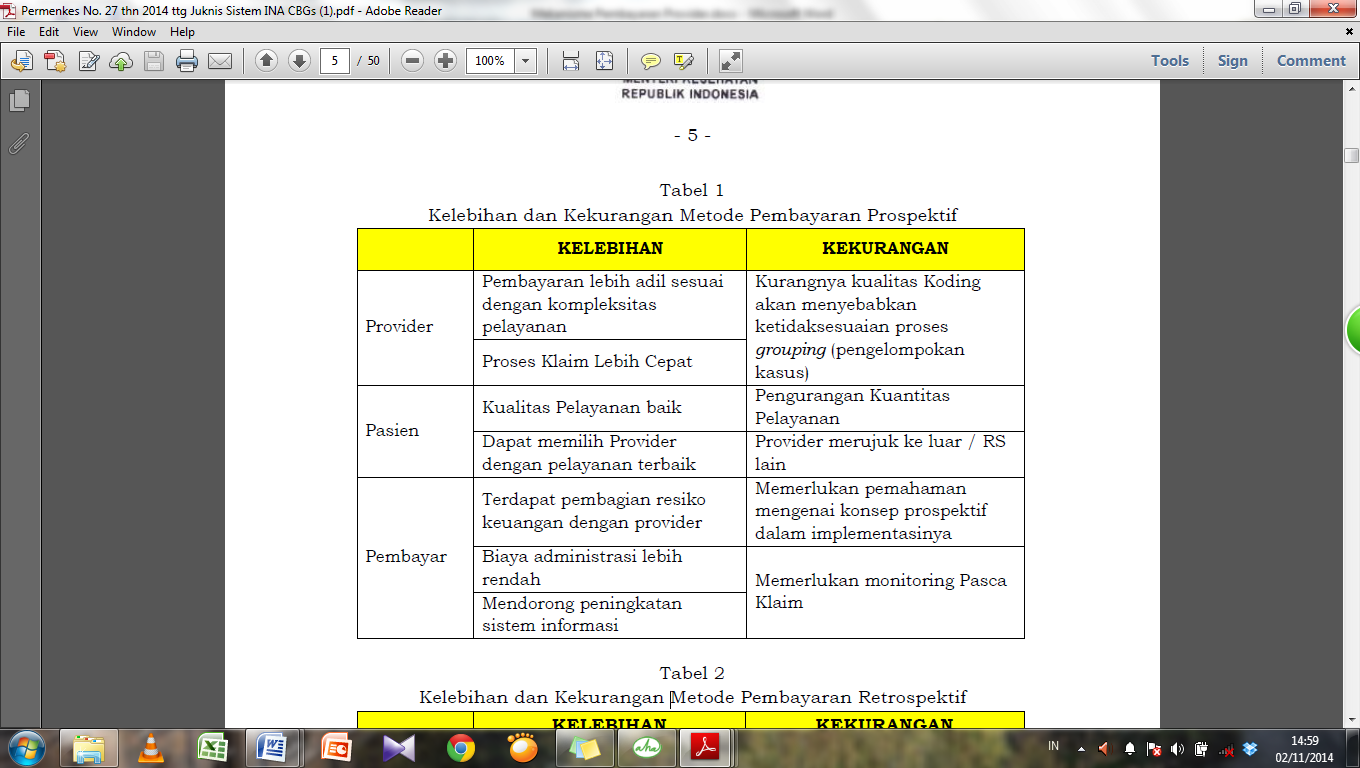 Permenkes No. 27 thn 2014 ttg Juknis Sistem INA CBGs (1).pdf - Adobe Reader
File Edit View Window Help
5 / 50 100% Tools Sign Comment
MENTERI KESEHATAN
REPUBLIK INDONESIA
- 5 -
Tabel 1
Kelebihan dan Kekurangan Metode Pembayaran Prospektif
KELEBIHAN KEKURANGAN
Provider
Pembayaran lebih adil sesuai
dengan kompleksitas
pelayanan
Proses Klaim Lebih Cepat
Kurangnya kualitas Koding
akan menyebabkan
ketidaksesuaian proses
grouping (pengelompokan
kasus)
Pasien
Kualitas Pelayanan baik
Pengurangan Kuantitas
Pelayanan
Dapat memilih Provider
dengan pelayanan terbaik
Provider merujuk ke luar / RS
lain
Pembayar
Terdapat pembagian resiko
keuangan dengan provider
Memerlukan pemahaman
mengenai konsep prospektif
dalam implementasinya
Biaya administrasi lebih
rendah
Mendorong peningkatan
sistem informasi
Memerlukan monitoring Pasca
Klaim
Tabel 2
Kelebihan dan Kekurangan Metode Pembayaran Retrospektif
KELEBIHAN KEKURANGAN
aha
IN
14:59
02/11/2014